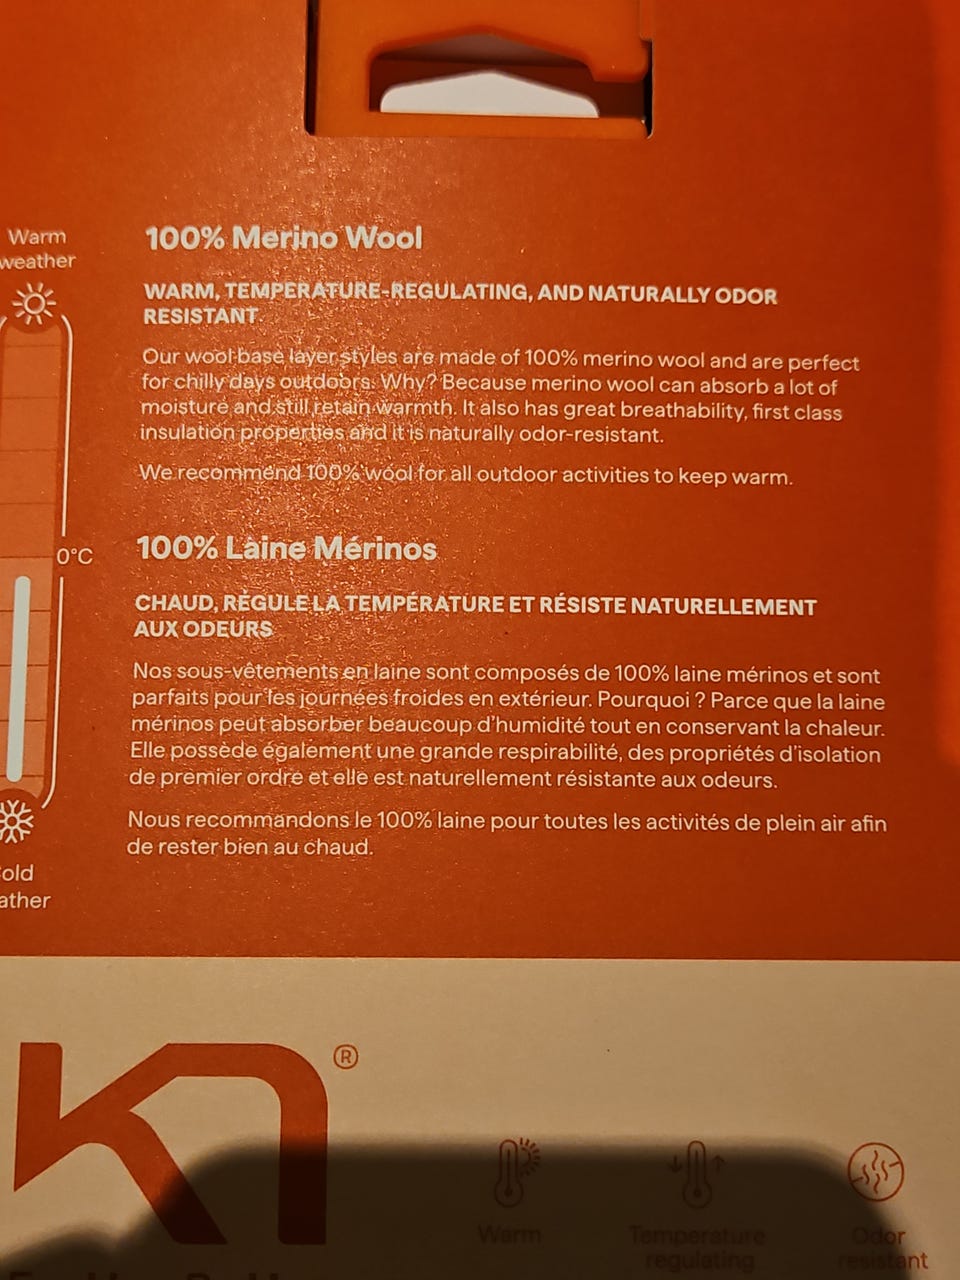 Warm
weather
100% Merino Wool
WARM, TEMPERATURE-REGULATING, AND NATURALLY ODOR
RESISTANT
Our wool base layer styles are made of 100% merino wool and are perfect
for chilly days outdoors. Why? Because merino wool can absorb a lot of
moisture and still retain warmth. It also has great breathability, first class
insulation properties and it is naturally odor-resistant.
We recommend 100% wool for all outdoor activities to keep warm.
0°C
100% Laine Mérinos
CHAUD, RÉGULE LA TEMPÉRATURE ET RÉSISTE NATURELLEMENT
AUX ODEURS
Nos sous-vêtements en laine sont composés de 100% laine mérinos et sont
parfaits pour les journées froides en extérieur. Pourquoi ? Parce que la laine
mérinos peut absorber beaucoup d'humidité tout en conservant la chaleur.
Elle possède également une grande respirabilité, des propriétés d'isolation
de premier ordre et elle est naturellement résistante aux odeurs.
Nous recommandons le 100% laine pour toutes les activités de plein air afin
de rester bien au chaud.
old
ather
®
Warm
Temperature
regulating
Odor
resistant